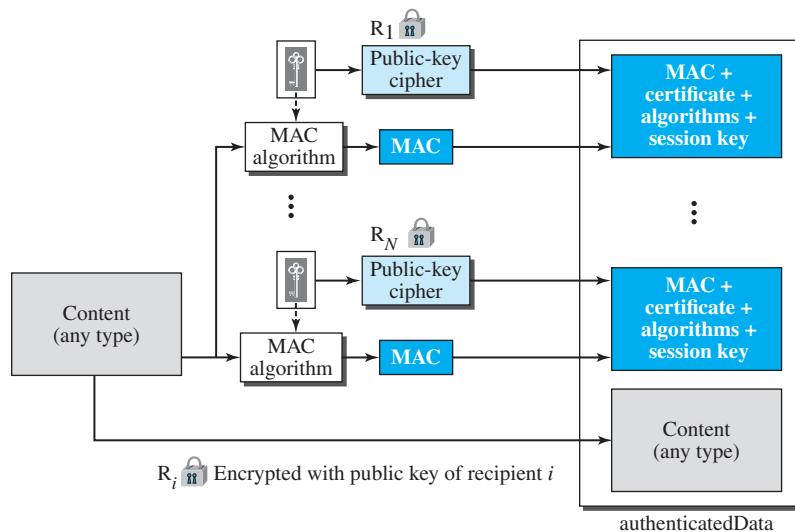 R1
Public-key
cipher
MAC
algorithm
MAC
MAC +
certificate +
algorithms +
session key
RN
Public-key
cipher
Content
(any type)
MAC
algorithm
MAC
MAC +
certificate +
algorithms +
session key
Content
(any type)
Ri Encrypted with public key of recipient i
authenticatedData